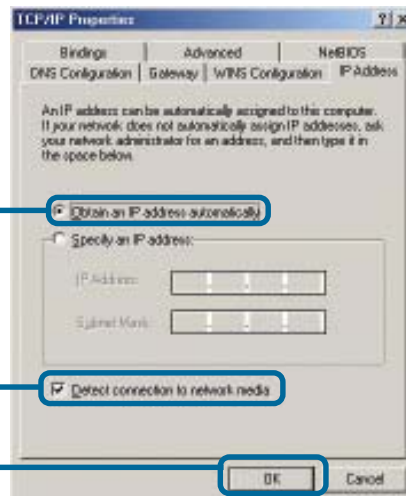 TCP/IP Properties
? x
Bindings Advanced NetBIOS
DNS Configuration Gateway WINS Configuration IP Address
An IP address can be automatically assigned to this computer.
If your network does not automatically assign IP addresses, ask
your network administrator for an address, and then type it in
the space below.
Obtain an IP address automatically
Specify an IP address:
IP Address:
Subnet Mask:
Detect connection to network media
OK Cancel